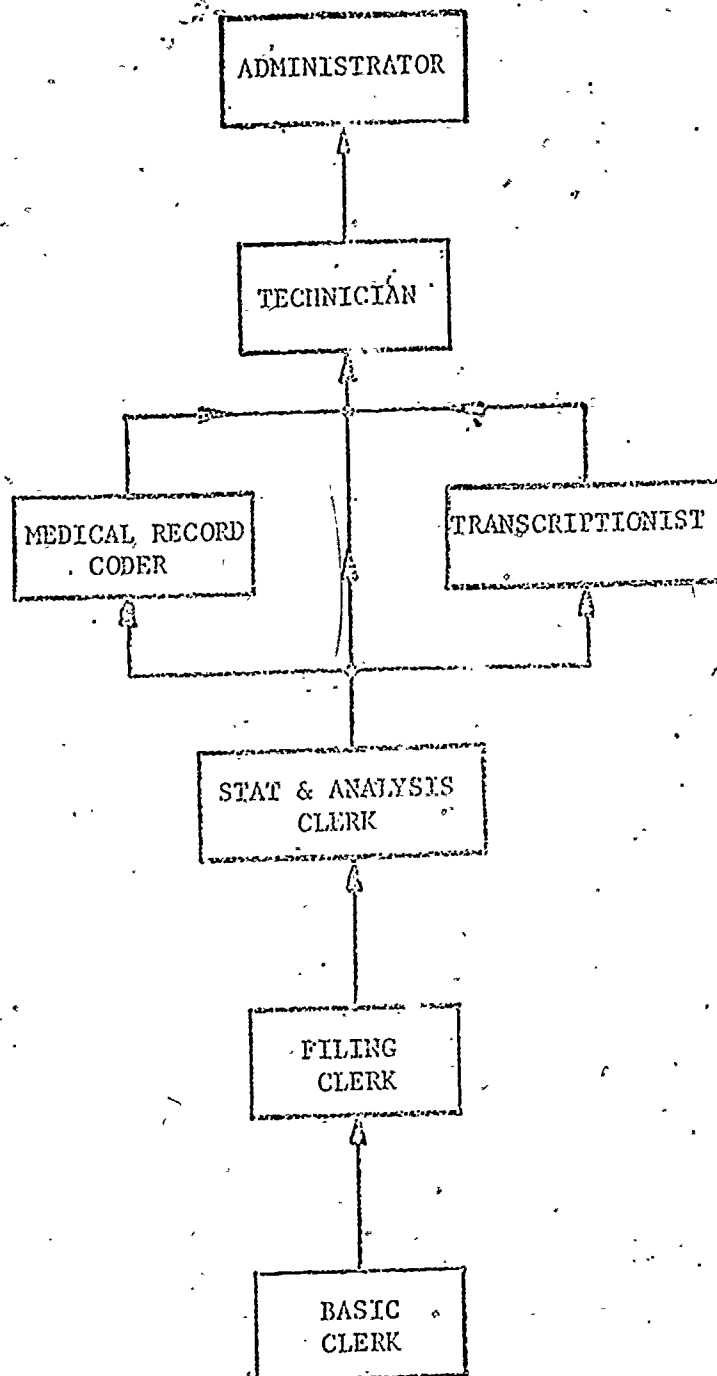 ADMINISTRATOR
TECHNICIAN
MEDICAL RECORD
CODER
TRANSCRIPTIONIST
STAT & ANALYSIS
CLERK
FILING
CLERK
BASIC
CLERK